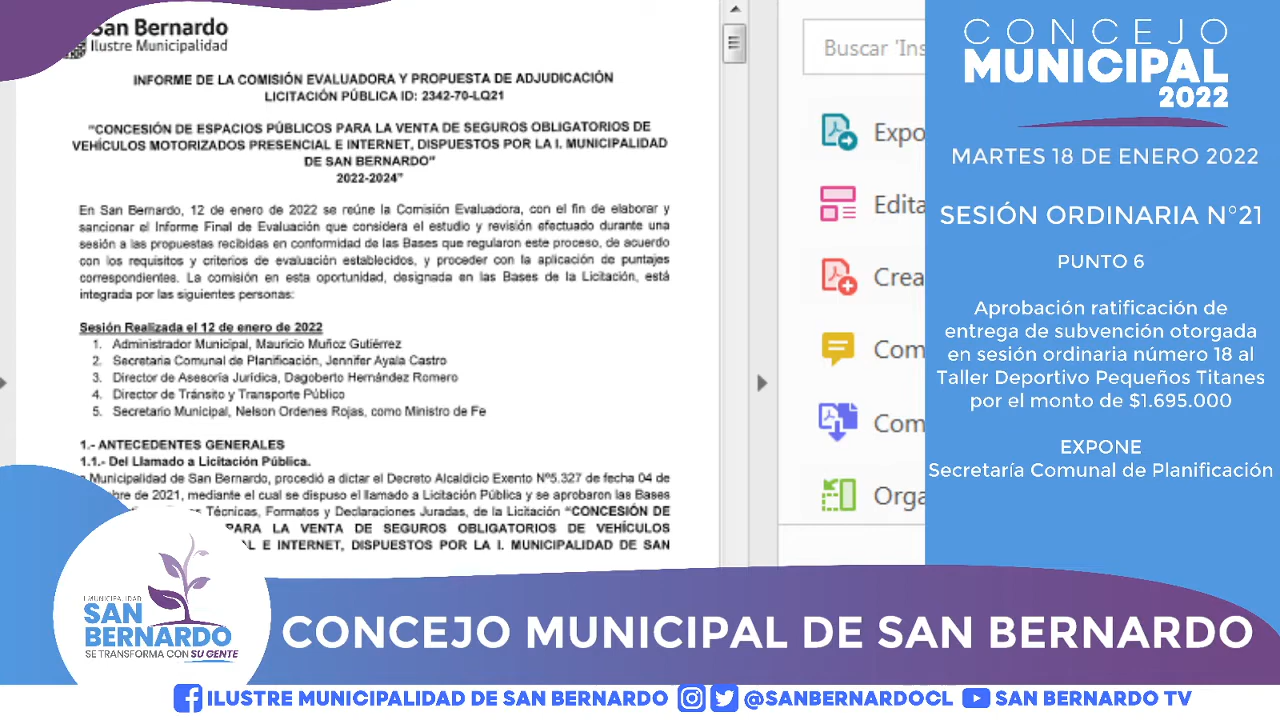 San Bernardo
Ilustre Municipalidad
INFORME DE LA COMISIÓN EVALUADORA Y PROPUESTA DE ADJUDICACIÓN
LICITACIÓN PÚBLICA ID: 2342-70-LQ21
"CONCESIÓN DE ESPACIOS PÚBLICOS PARA LA VENTA DE SEGUROS OBLIGATORIOS DE
VEHÍCULOS MOTORIZADOS PRESENCIAL E INTERNET, DISPUESTOS POR LA I. MUNICIPALIDAD
DE SAN BERNARDO"
2022-2024"
En San Bernardo, 12 de enero de 2022 se reúne la Comisión Evaluadora, con el fin de elaborar y
sancionar el Informe Final de Evaluación que considera el estudio y revisión efectuado durante una
sesión a las propuestas recibidas en conformidad de las Bases que regularon este proceso, de acuerdo
con los requisitos y criterios de evaluación establecidos, y proceder con la aplicación de puntajes
correspondientes. La comisión en esta oportunidad, designada en las Bases de la Licitación, está
integrada por las siguientes personas:
Sesión Realizada el 12 de enero de 2022
1. Administrador Municipal, Mauricio Muñoz Gutiérrez
2. Secretaria Comunal de Planificación, Jennifer Ayala Castro
3. Director de Asesoría Jurídica, Dagoberto Hernández Romero
4. Director de Tránsito y Transporte Público
5. Secretario Municipal, Nelson Ordenes Rojas, como Ministro de Fe
1.- ANTECEDENTES GENERALES
1.1.- Del Llamado a Licitación Pública.
Municipalidad de San Bernardo, procedió a dictar el Decreto Alcaldicio Exento Nº5.327 de fecha 04 de
bre de 2021, mediante el cual se dispuso el llamado a Licitación Pública y se aprobaron las Bases
Técnicas, Formatos y Declaraciones Juradas, de la Licitación "CONCESIÓN DE
PARA LA VENTA DE SEGUROS OBLIGATORIOS DE VEHÍCULOS
L E INTERNET, DISPUESTOS POR LA I. MUNICIPALIDAD DE SAN
Buscar 'Ins
Expo
Edita
Crea
Com
Com
Orga
CONCEJO
MUNICIPAL
2022
MARTES 18 DE ENERO 2022
SESIÓN ORDINARIA N°21
PUNTO 6
Aprobación ratificación de
entrega de subvención otorgada
en sesión ordinaria número 18 al
Taller Deportivo Pequeños Titanes
por el monto de $1.695.000
EXPONE
Secretaría Comunal de Planificación
I. MUNICIPALIDAD
SAN
BERNARDO
SE TRANSFORMA CON SU GENTE
CONCEJO MUNICIPAL DE SAN BERNARDO
ILUSTRE MUNICIPALIDAD DE SAN BERNARDO @SANBERNARDOCL SAN BERNARDO TV